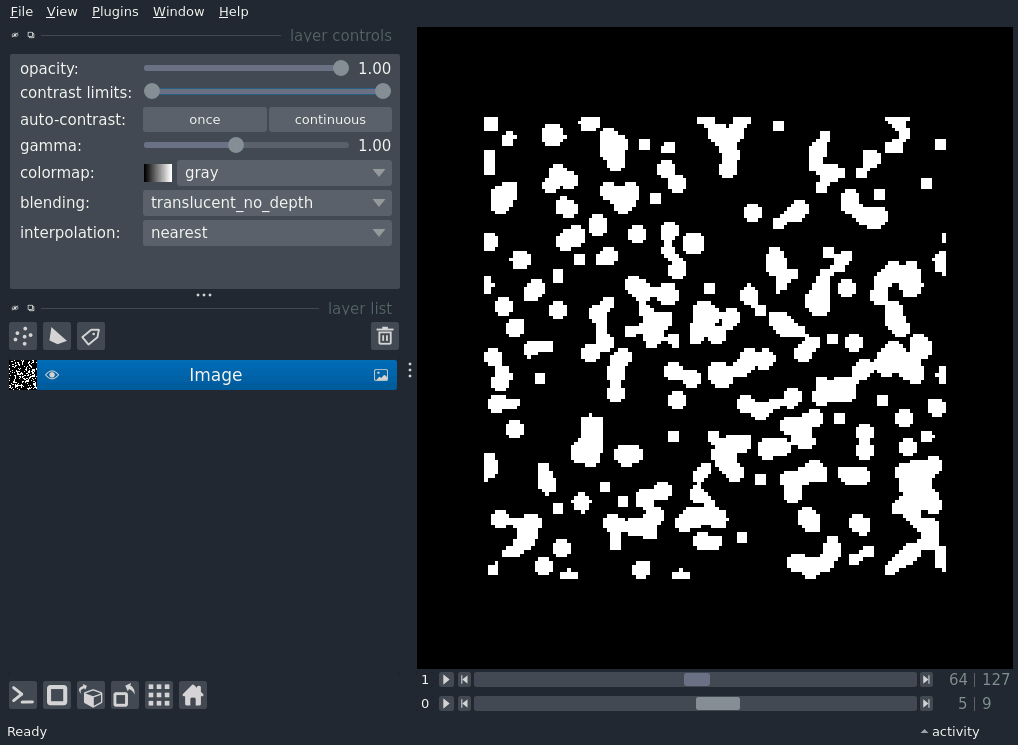 File View Plugins Window Help
layer controls
opacity: 1.00
contrast limits:
auto-contrast: once continuous
gamma: 1.00
colormap: gray
blending: translucent_no_depth
interpolation: nearest
layer list
Image
1 64 | 127
0 5 | 9
Ready activity